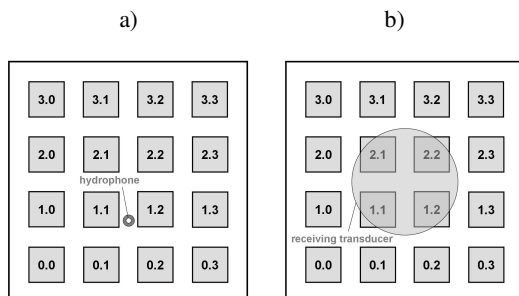 a)
3.0 3.1 3.2 3.3
2.0 2.1 2.2 2.3
hydrophone
1.0 1.1 1.2 1.3
0.0 0.1 0.2 0.3
b)
3.0 3.1 3.2 3.3
2.0 2.1 2.2 2.3
1.0 1.1 1.2 1.3
receiving transducer
0.0 0.1 0.2 0.3